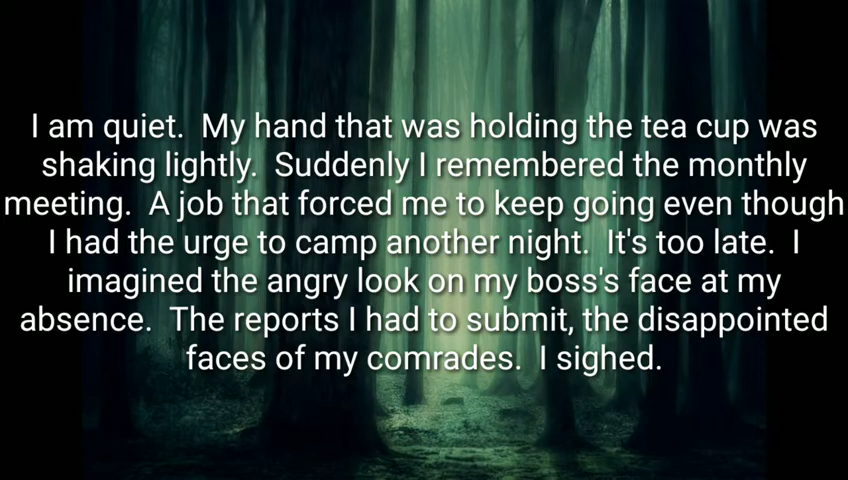 I am quiet.  My hand that was holding the tea cup was
shaking lightly.  Suddenly I remembered the monthly
meeting.  A job that forced me to keep going even though
I had the urge to camp another night.  It's too late.  I
imagined the angry look on my boss's face at my
absence.  The reports I had to submit, the disappointed
faces of my comrades.  I sighed.